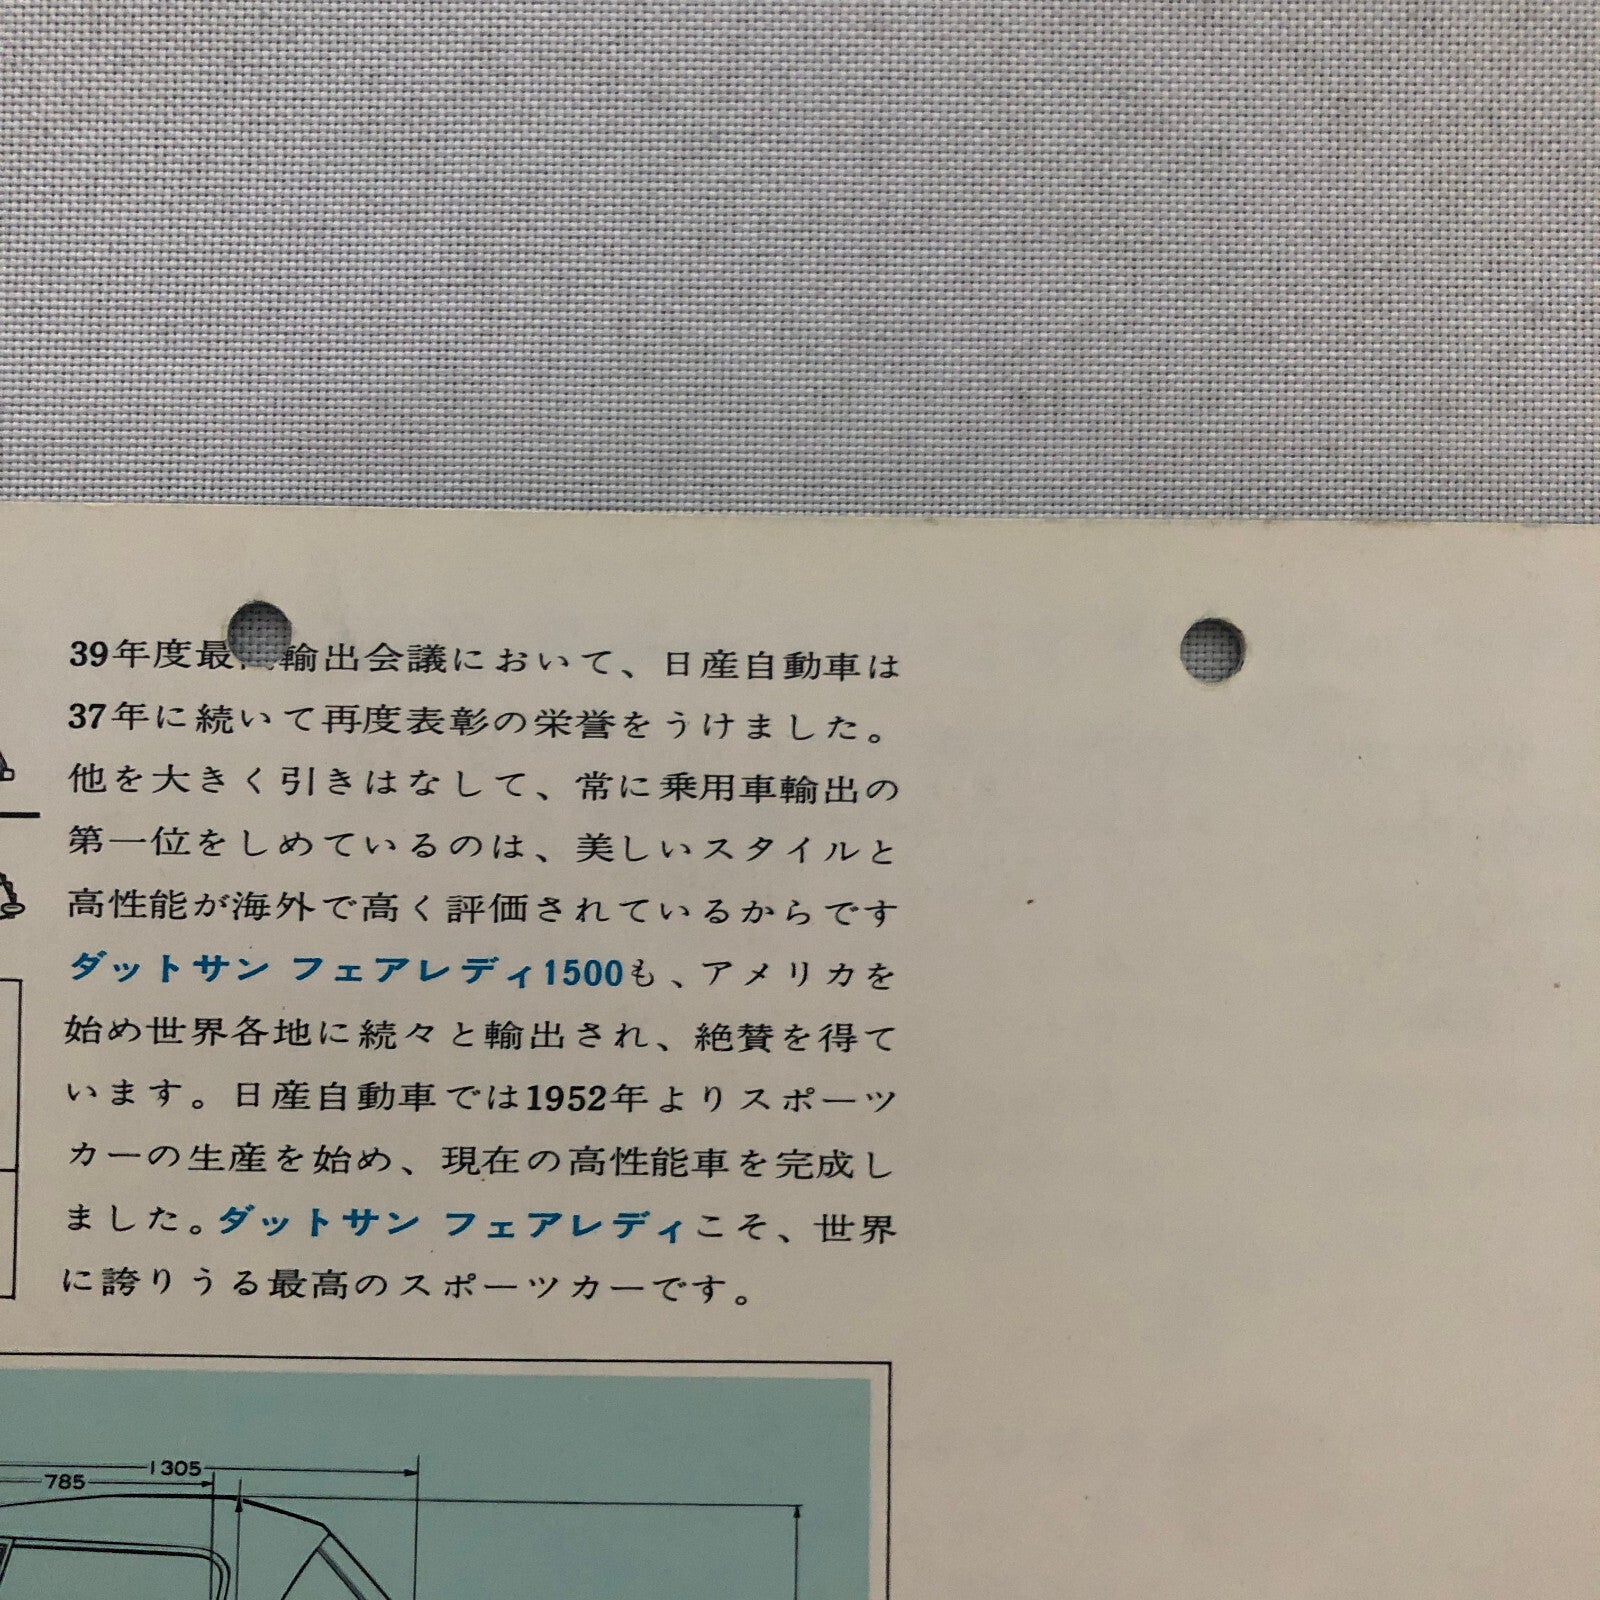 39年度最高輸出会議において、日産自動車は
37年に続いて再度表彰の栄誉をうけました。
他を大きく引きはなして、常に乗用車輸出の
第一位をしめているのは、美しいスタイルと
高性能が海外で高く評価されているからです
ダットサン フェアレディ1500も、アメリカを
始め世界各地に続々と輸出され、絶賛を得て
います。日産自動車では1952年よりスポーツ
カーの生産を始め、現在の高性能車を完成し
ました。ダットサン フェアレディこそ、世界
に誇りうる最高のスポーツカーです。
1305
785